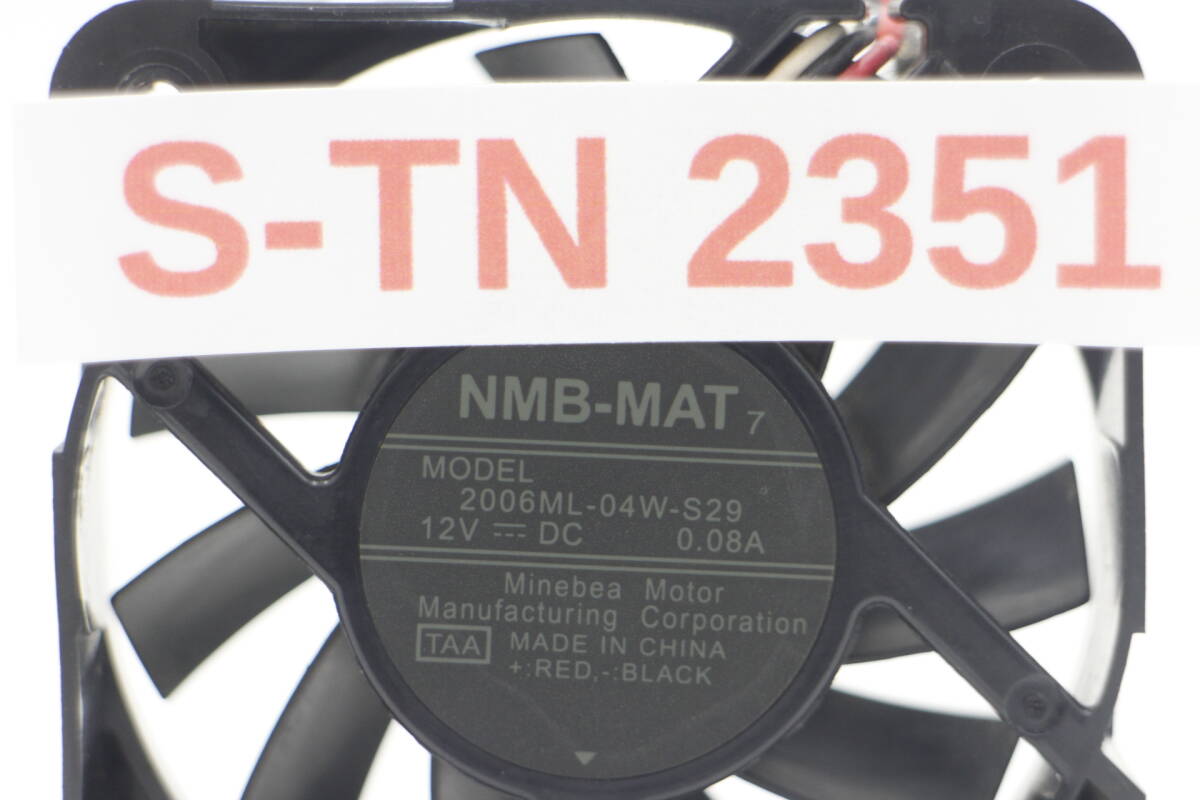 S-TN 2351
NMB-MAT 7
MODEL
2006ML-04W-S29
12V ⎓ DC 0.08A
Minebea Motor
Manufacturing Corporation
TAA MADE IN CHINA
+:RED,-:BLACK